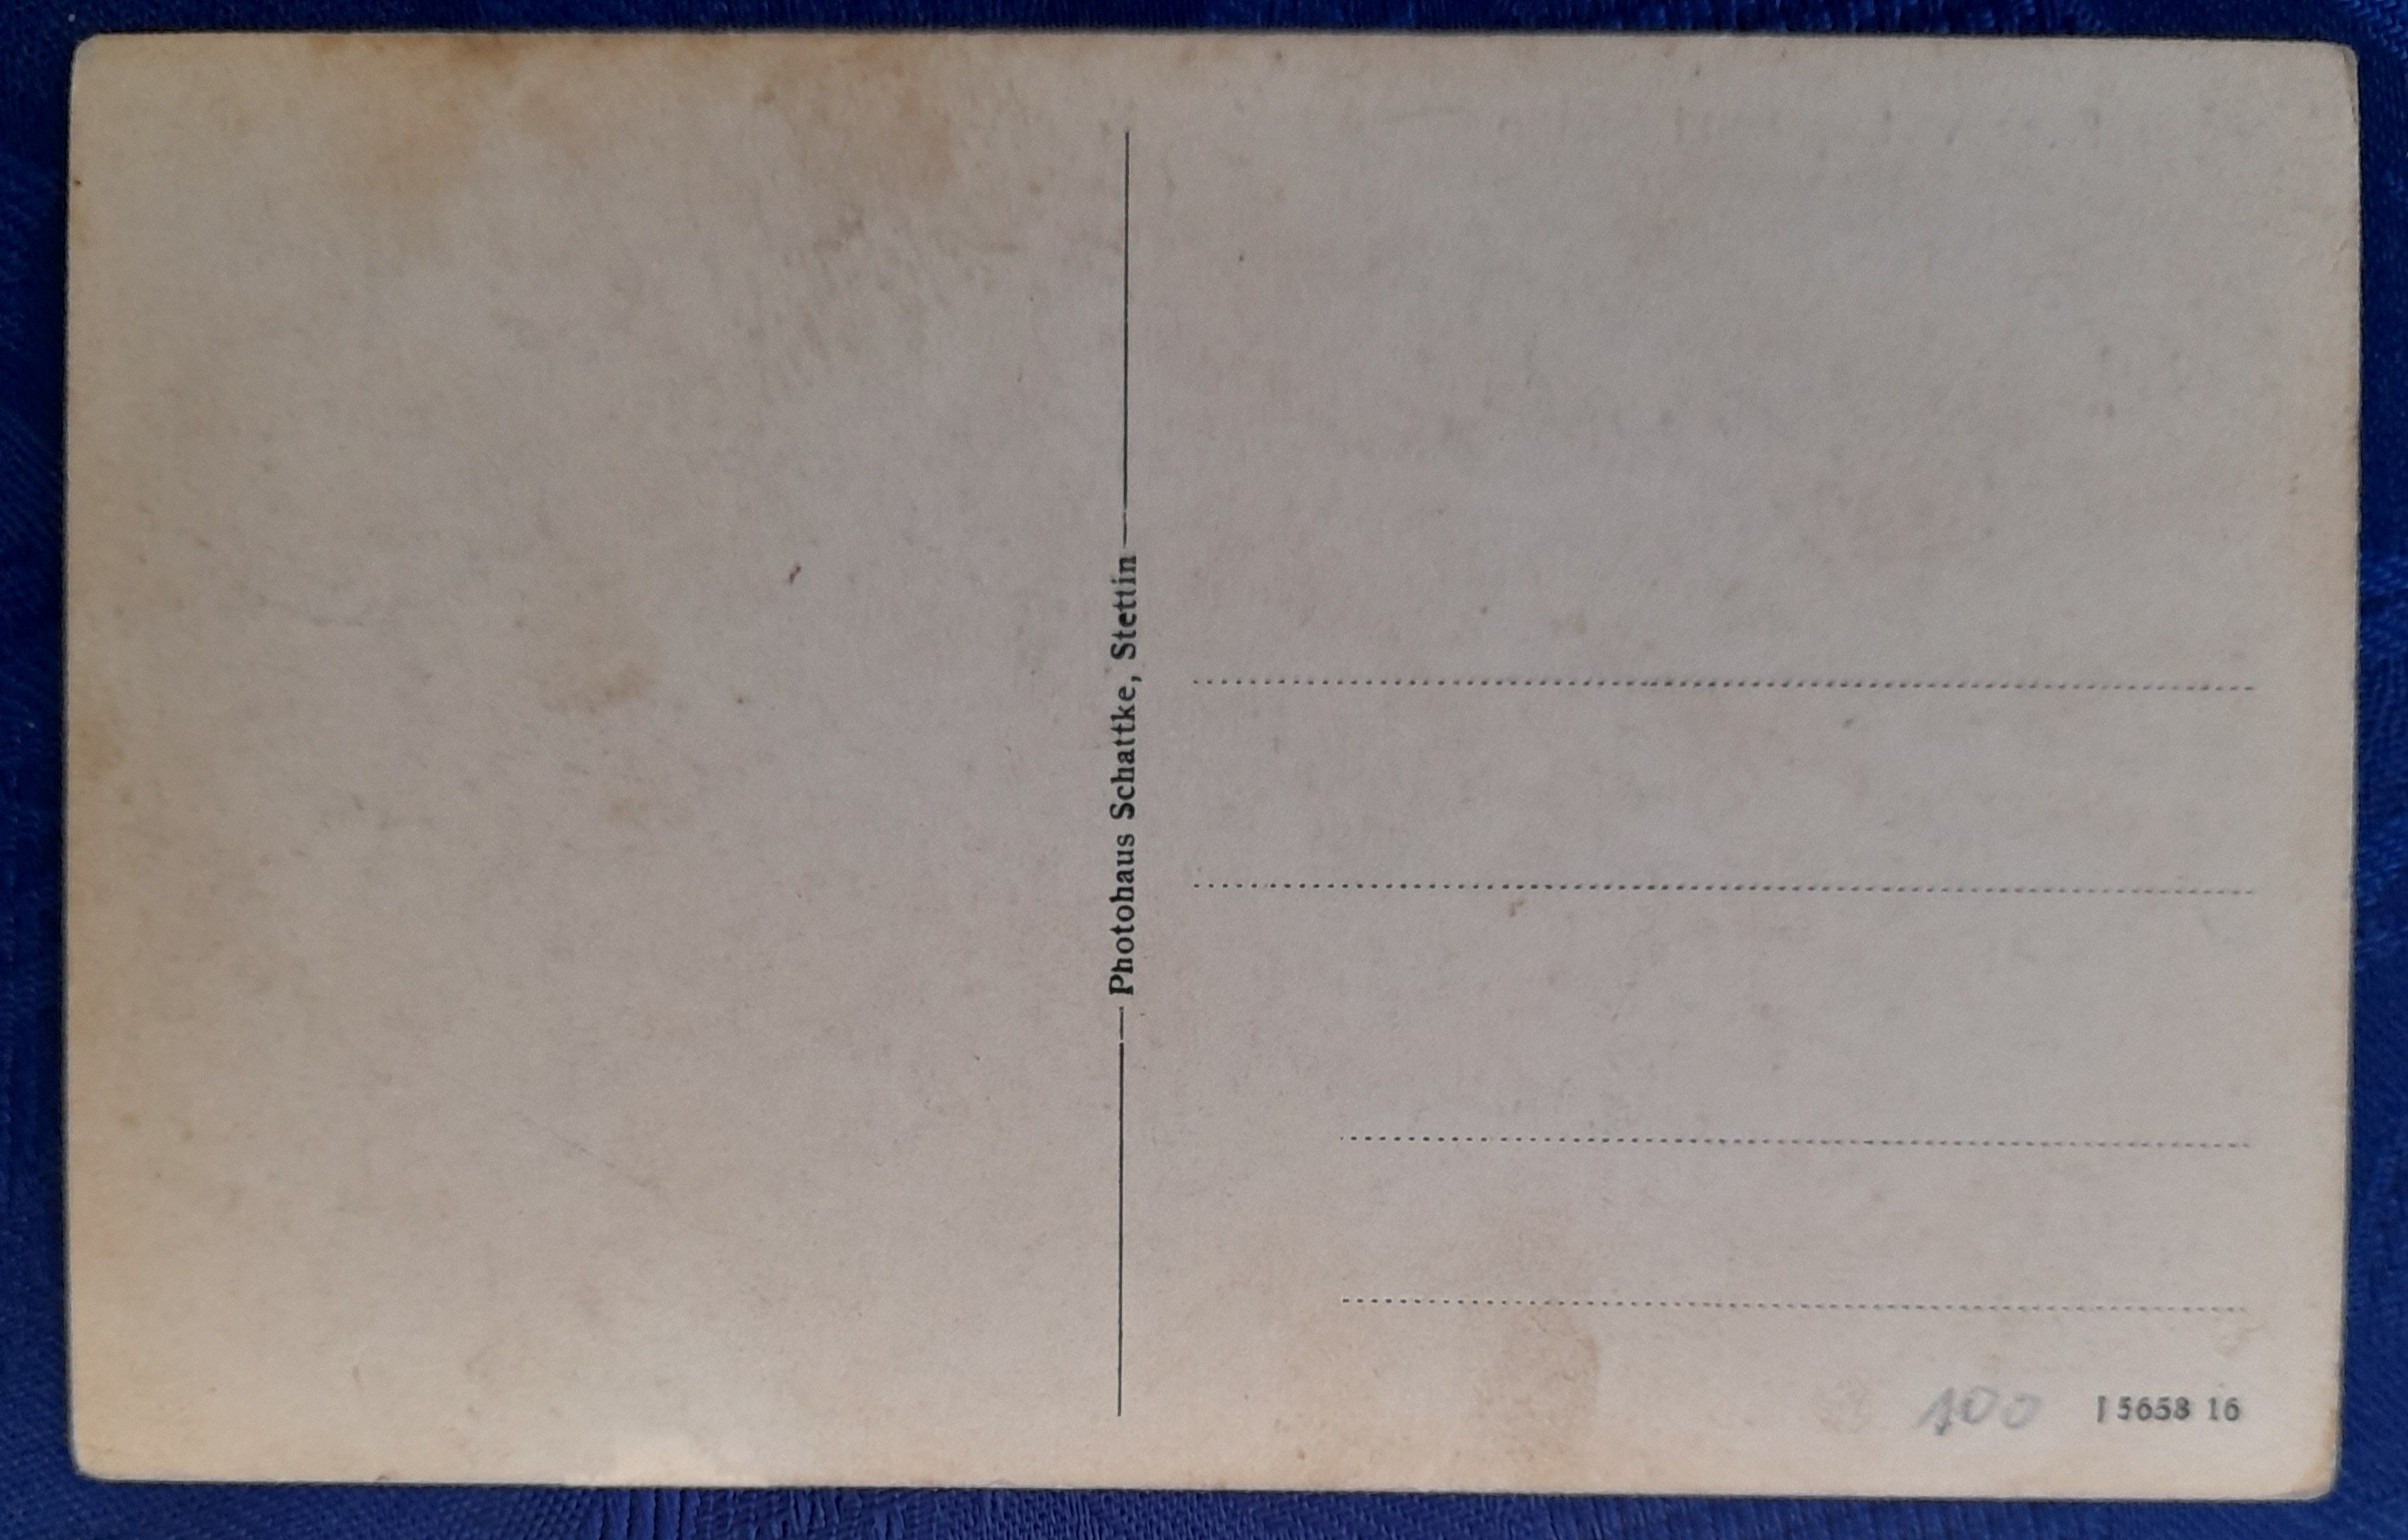 Photohaus Schattke, Stettin
100
I 5658 16